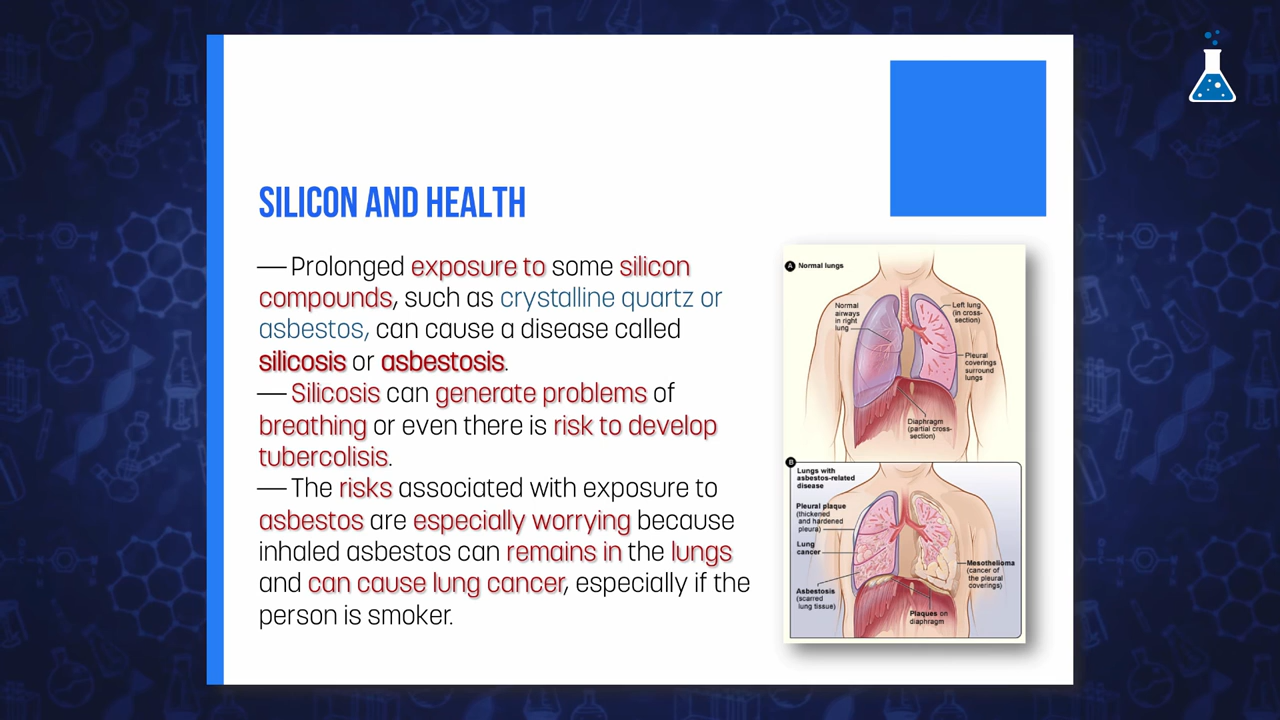 SILICON AND HEALTH
— Prolonged exposure to some silicon
compounds, such as crystalline quartz or
asbestos, can cause a disease called
silicosis or asbestosis.
— Silicosis can generate problems of
breathing or even there is risk to develop
tubercolisis.
— The risks associated with exposure to
asbestos are especially worrying because
inhaled asbestos can remains in the lungs
and can cause lung cancer, especially if the
person is smoker.
A Normal lungs
Normal
airways
in right
lung
Left lung
(in cross-
section)
Pleural
coverings
surround
lungs
Diaphragm
(partial cross-
section)
B
Lungs with
asbestos-related
disease
Pleural plaque
(thickened
and hardened
pleura)
Lung
cancer
Mesothelioma
(cancer of
the pleural
coverings)
Asbestosis
(scarred
lung tissue)
Plaques on
diaphragm